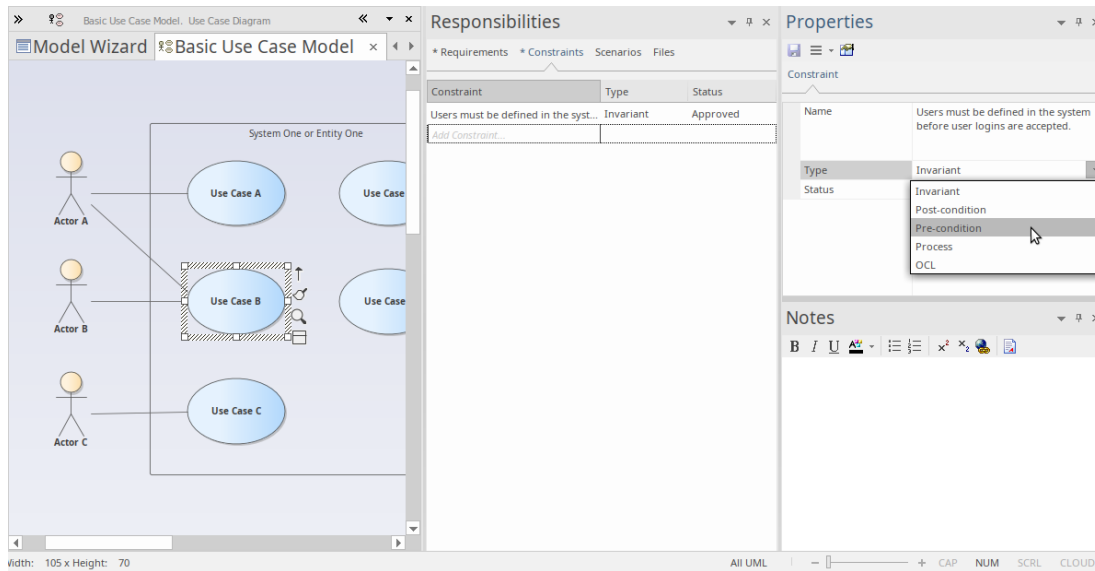 Basic Use Case Model. Use Case Diagram
Model Wizard
Basic Use Case Model
System One or Entity One
Use Case A
Use Case
Actor A
Use Case B
Use Case
Actor B
Use Case C
Actor C
Responsibilities
* Requirements * Constraints Scenarios Files
Constraint Type Status
Users must be defined in the syst... Invariant Approved
Add Constraint...
Properties
Constraint
Name Users must be defined in the system
before user logins are accepted.
Type Invariant
Status
Invariant
Post-condition
Pre-condition
Process
OCL
Notes
B I U A x² x₂
Width: 105 x Height: 70
All UML
CAP NUM SCRL CLOUD